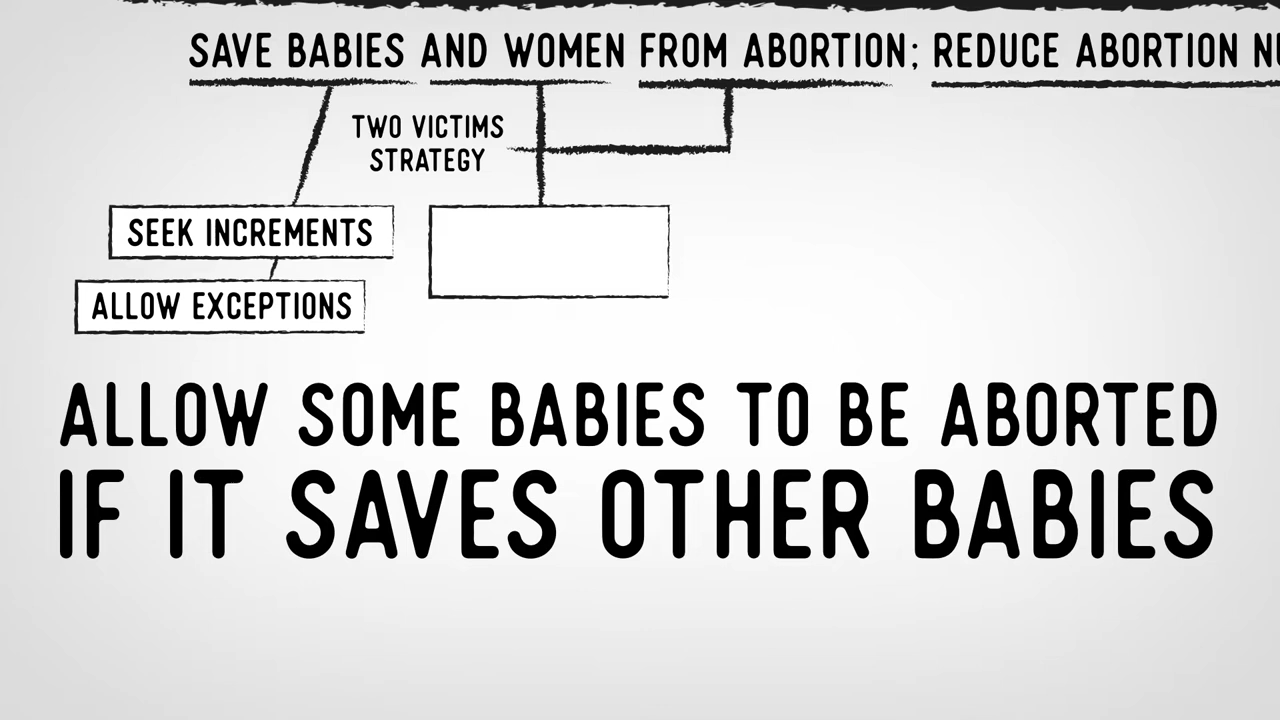 SAVE BABIES AND WOMEN FROM ABORTION; REDUCE ABORTION
TWO VICTIMS
STRATEGY
SEEK INCREMENTS
ALLOW EXCEPTIONS
ALLOW SOME BABIES TO BE ABORTED
IF IT SAVES OTHER BABIES